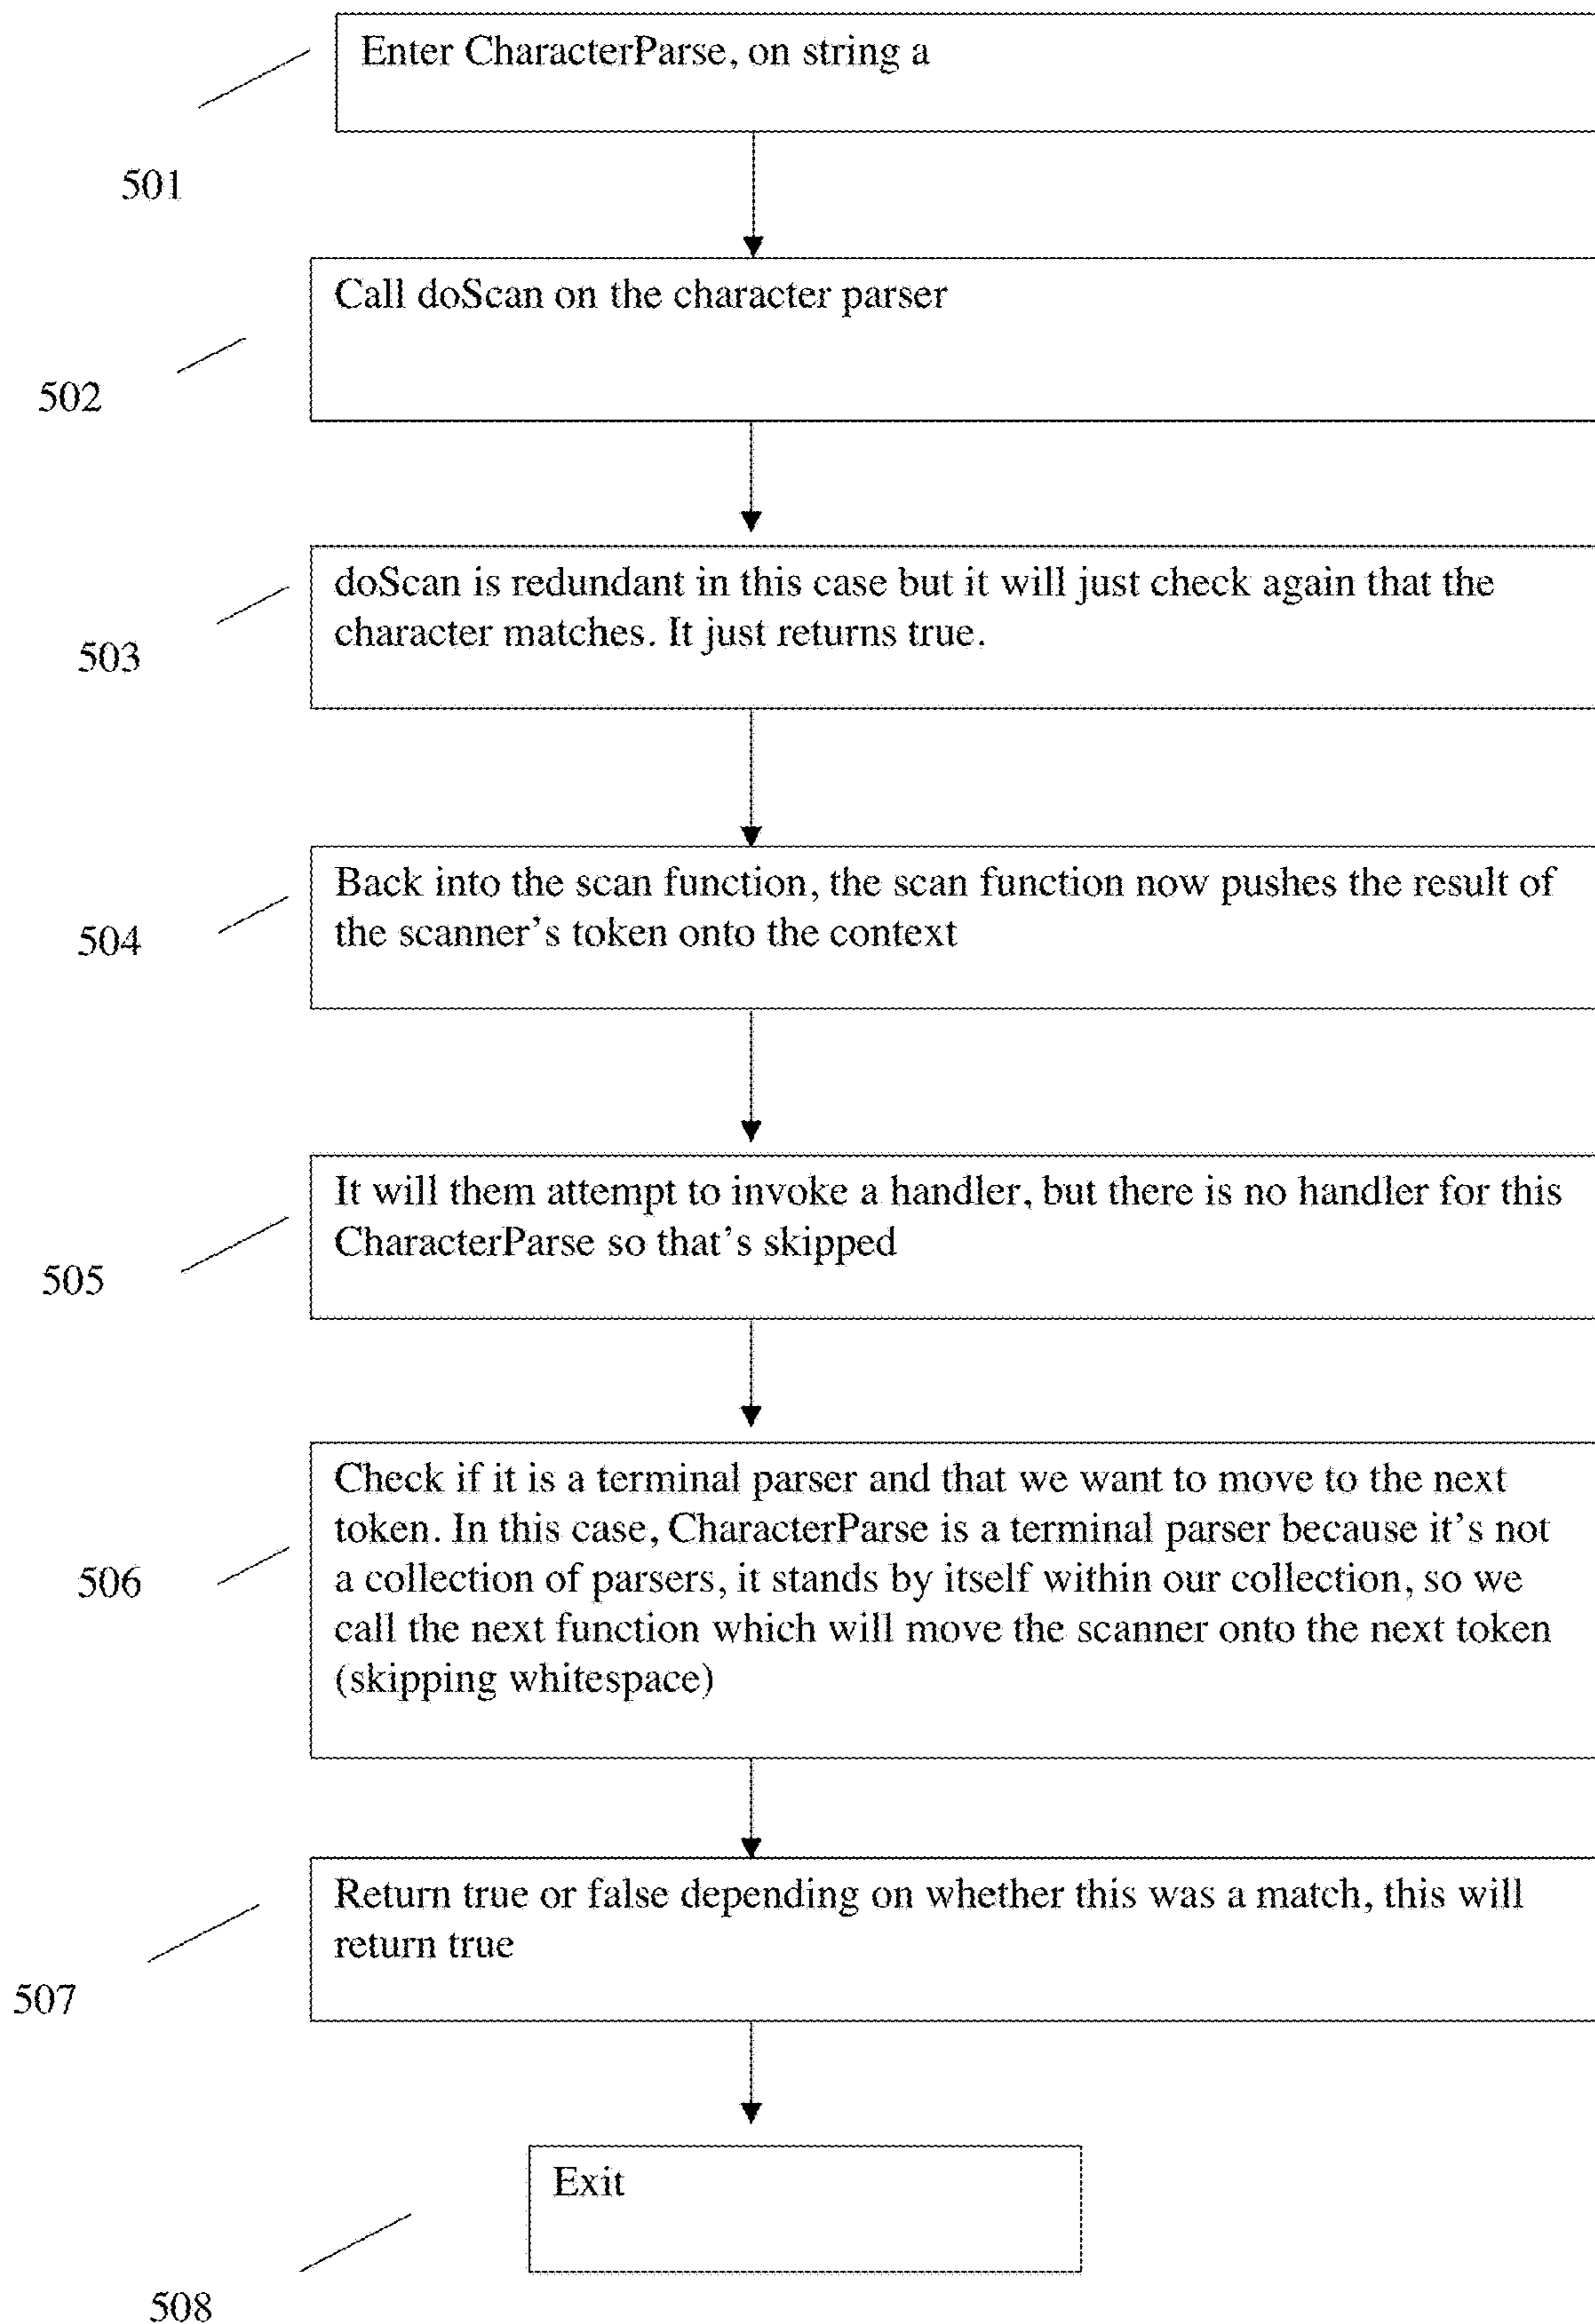 Enter CharacterParse, on string a
501
Call doScan on the character parser
502
doScan is redundant in this case but it will just check again that the
character matches. It just returns true.
503
Back into the scan function, the scan function now pushes the result of
the scanner's token onto the context
504
It will them attempt to invoke a handler, but there is no handler for this
CharacterParse so that's skipped
505
Check if it is a terminal parser and that we want to move to the next
token. In this case, CharacterParse is a terminal parser because it's not
a collection of parsers, it stands by itself within our collection, so we
call the next function which will move the scanner onto the next token
(skipping whitespace)
506
Return true or false depending on whether this was a match, this will
return true
507
Exit
508